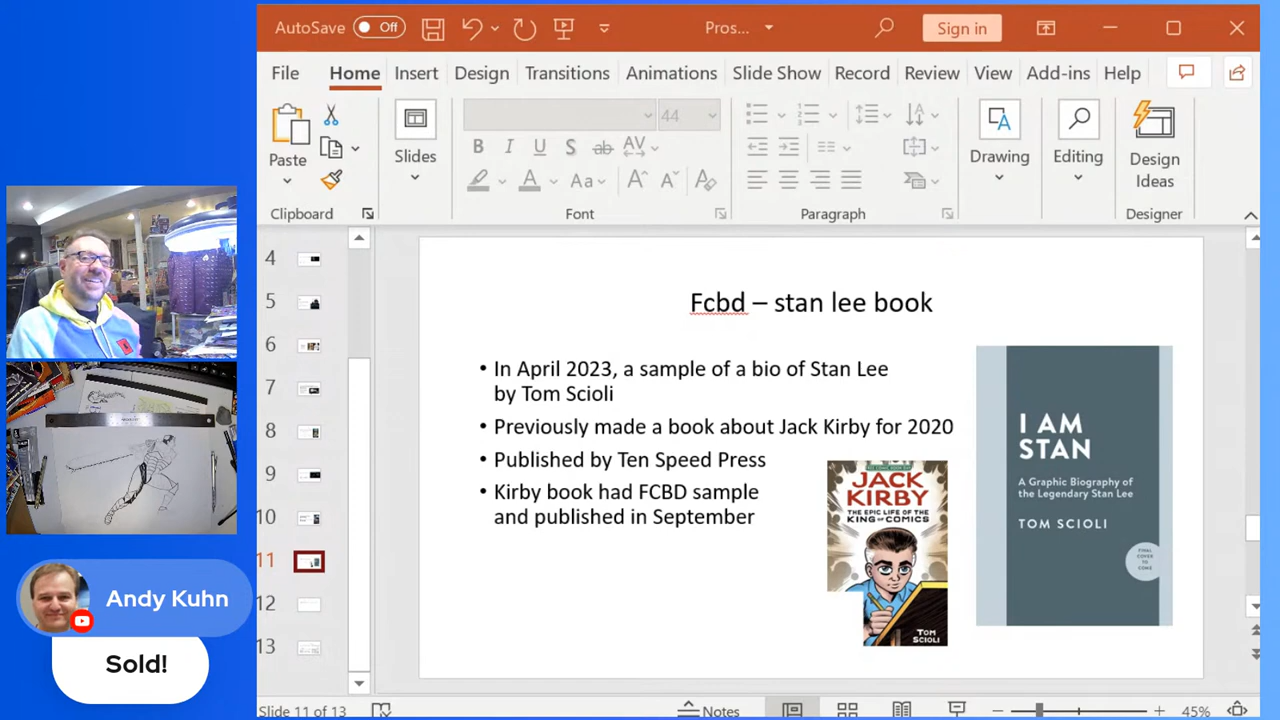 AutoSave Off
Pros...
Sign in
File Home Insert Design Transitions Animations Slide Show Record Review View Add-ins Help
44
Paste
Slides
Drawing
Editing
Design
Ideas
Clipboard
Font
Paragraph
Designer
4
5
6
7
8
9
10
11
12
13
Fcbd – stan lee book
• In April 2023, a sample of a bio of Stan Lee
by Tom Scioli
• Previously made a book about Jack Kirby for 2020
• Published by Ten Speed Press
• Kirby book had FCBD sample
and published in September
JACK
KIRBY
THE EPIC LIFE OF THE
KING OF COMICS
TOM
SCIOLI
I AM
STAN
A Graphic Biography of
the Legendary Stan Lee
TOM SCIOLI
FINAL
COVER
TO
COME
Andy Kuhn
Sold!
Slide 11 of 13
Notes
45%